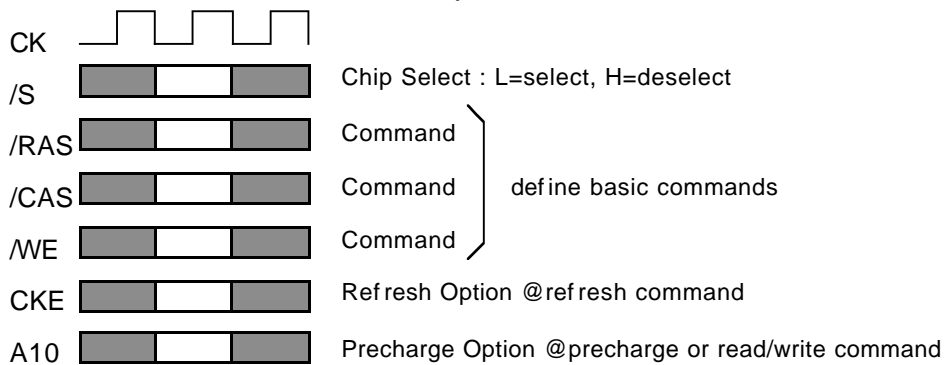 CK
/S Chip Select : L=select, H=deselect
/RAS Command
/CAS Command define basic commands
/WE Command
CKE Refresh Option @refresh command
A10 Precharge Option @precharge or read/write command